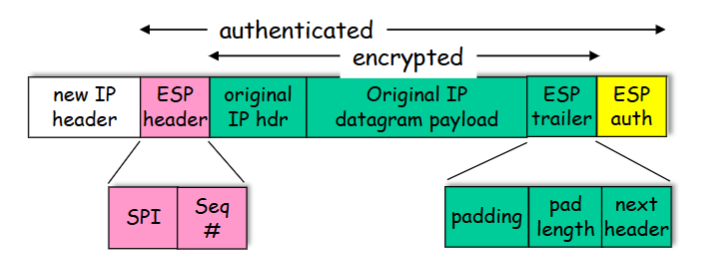 authenticated
encrypted
new IP
header
ESP
header
original
IP hdr
Original IP
datagram payload
ESP
trailer
ESP
auth
SPI
Seq
#
padding
pad
length
next
header